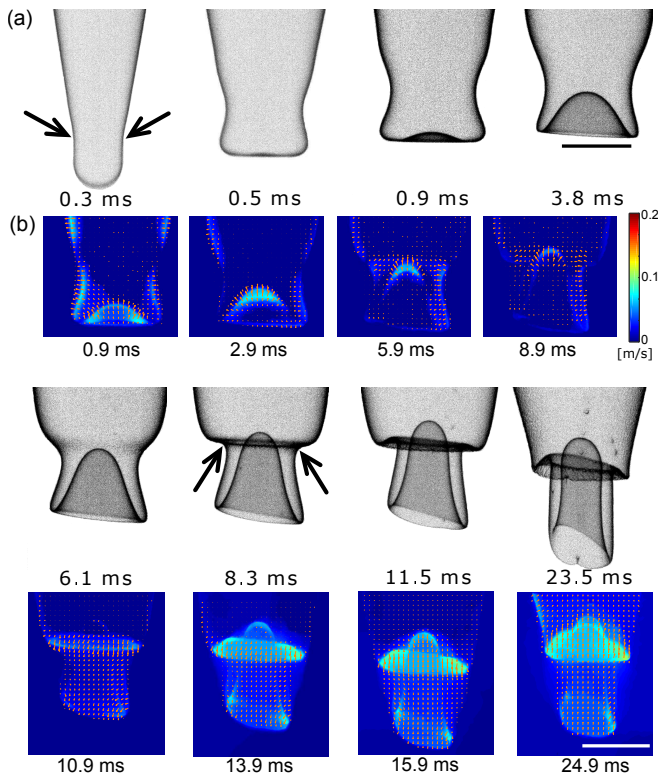 (a)
0.3 ms 0.5 ms 0.9 ms 3.8 ms
(b)
0.2
0.1
0
[m/s]
0.9 ms 2.9 ms 5.9 ms 8.9 ms
6.1 ms 8.3 ms 11.5 ms 23.5 ms
10.9 ms 13.9 ms 15.9 ms 24.9 ms